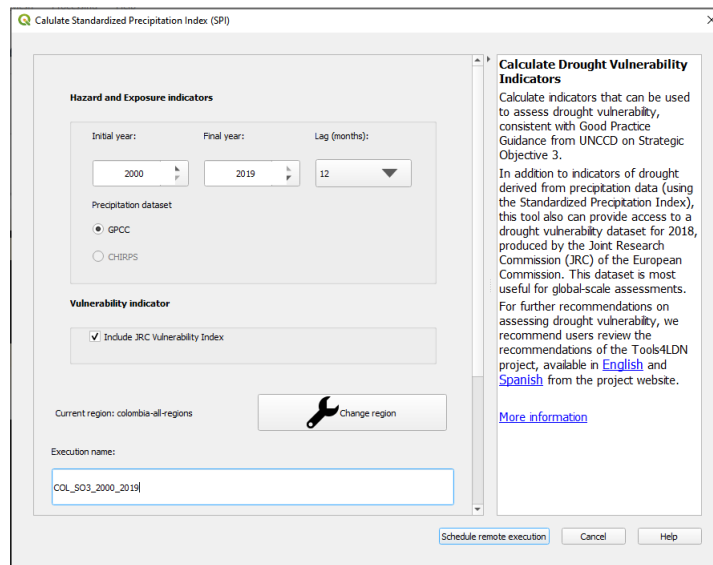 Calulate Standardized Precipitation Index (SPI)
Hazard and Exposure indicators
Initial year: Final year: Lag (months):
2000 2019 12
Precipitation dataset
GPCC
CHIRPS
Vulnerability indicator
Include JRC Vulnerability Index
Current region: colombia-all-regions
Change region
Execution name:
COL_SO3_2000_2019
Calculate Drought Vulnerability
Indicators
Calculate indicators that can be used
to assess drought vulnerability,
consistent with Good Practice
Guidance from UNCCD on Strategic
Objective 3.
In addition to indicators of drought
derived from precipitation data (using
the Standardized Precipitation Index),
this tool also can provide access to a
drought vulnerability dataset for 2018,
produced by the Joint Research
Commission (JRC) of the European
Commission. This dataset is most
useful for global-scale assessments.
For further recommendations on
assessing drought vulnerability, we
recommend users review the
recommendations of the Tools4LDN
project, available in English and
Spanish from the project website.
More information
Schedule remote execution Cancel Help